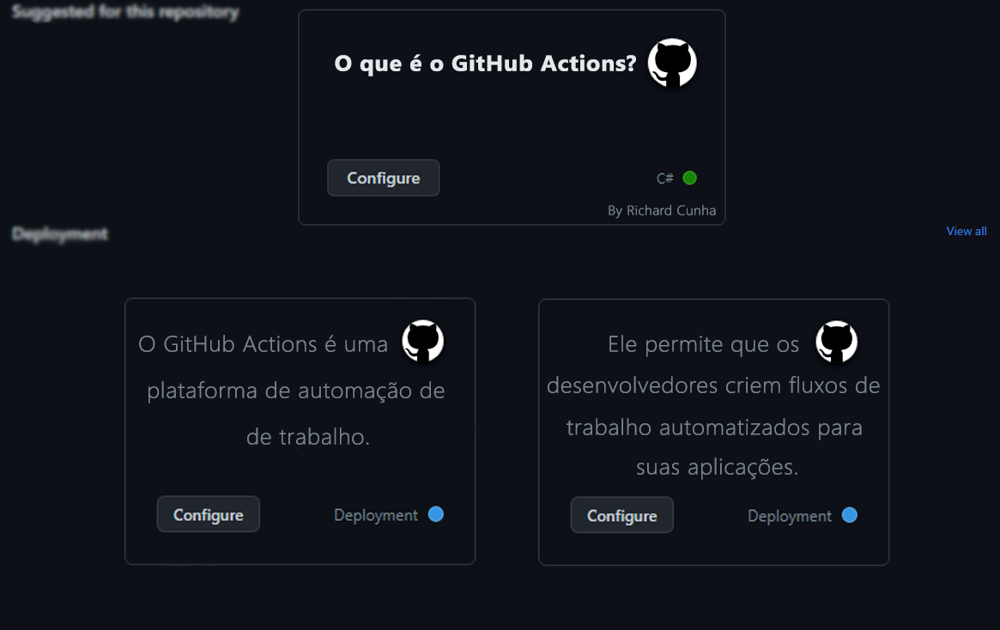 Suggested for this repository
O que é o GitHub Actions?
Configure
C#
By Richard Cunha
Deployment
View all
O GitHub Actions é uma
plataforma de automação de
de trabalho.
Configure
Deployment
Ele permite que os
desenvolvedores criem fluxos de
trabalho automatizados para
suas aplicações.
Configure
Deployment